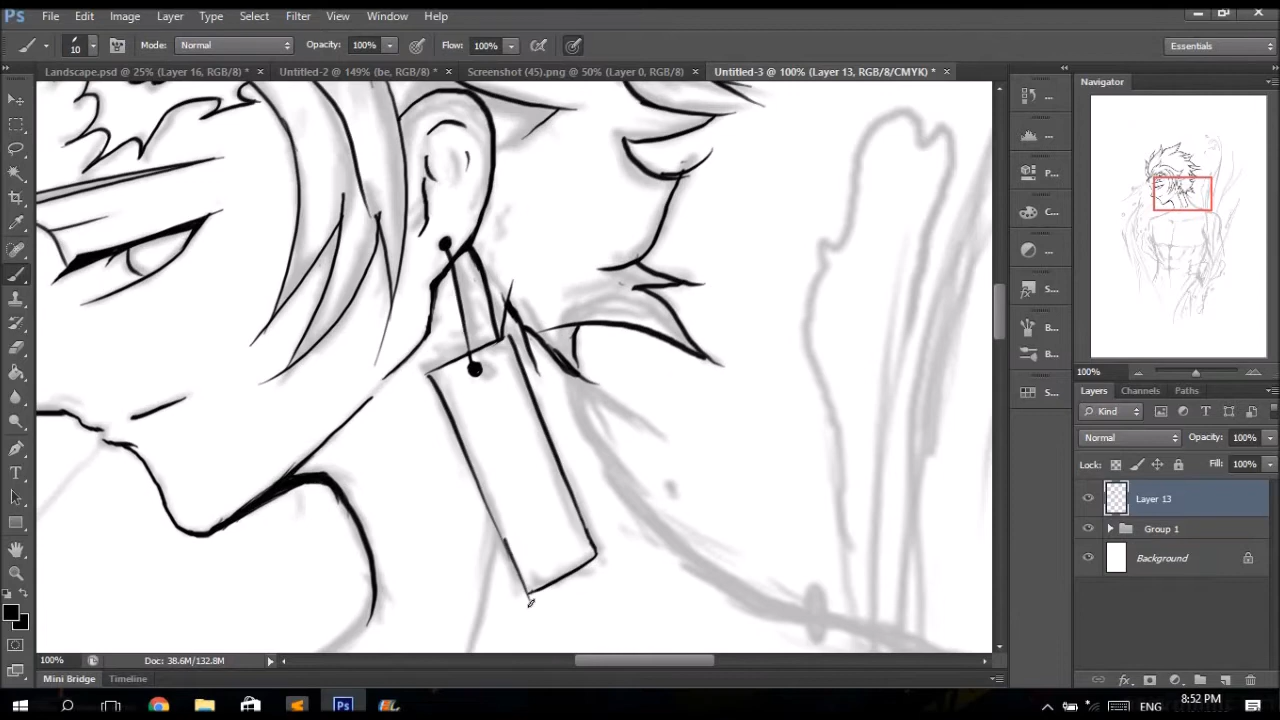 Ps File Edit Image Layer Type Select Filter View Window Help
10 Mode: Normal Opacity: 100% Flow: 100% Essentials
Landscape.psd @ 25% (Layer 16, RGB/8) * × Untitled-2 @ 149% (be, RGB/8) * × Screenshot (45).png @ 50% (Layer 0, RGB/8) × Untitled-3 @ 100% (Layer 13, RGB/8/CMYK) * ×
Navigator
...
...
P...
C...
...
S...
B...
B...
S...
100%
Layers Channels Paths
Kind
Normal Opacity: 100%
Lock: Fill: 100%
Layer 13
Group 1
Background
100% Doc: 38.6M/132.8M
Mini Bridge Timeline
Ps ENG 8:52 PM